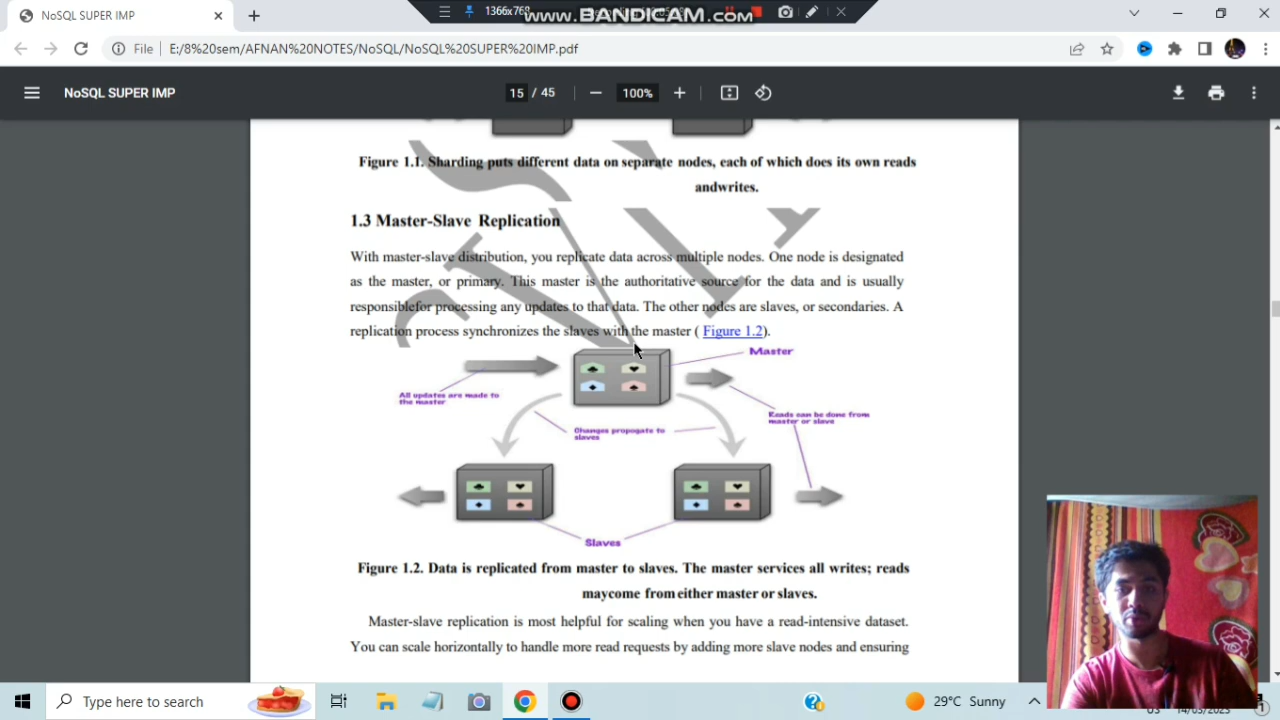 NoSQL SUPER IMP
1366x768
www.BANDICAM.com
File
E:/8%20sem/AFNAN%20NOTES/NoSQL%20SUPER%20IMP.pdf
NoSQL SUPER IMP
15 / 45
100%
Figure 1.1. Sharding puts different data on separate nodes, each of which does its own reads
andwrites.
1.3 Master-Slave Replication
With master-slave distribution, you replicate data across multiple nodes. One node is designated
as the master, or primary. This master is the authoritative source for the data and is usually
responsiblefor processing any updates to that data. The other nodes are slaves, or secondaries. A
replication process synchronizes the slaves with the master ( Figure 1.2).
Master
All updates are made to
the master
Reads can be done from
master or slave
Changes propogate to
slaves
Slaves
Figure 1.2. Data is replicated from master to slaves. The master services all writes; reads
maycome from either master or slaves.
Master-slave replication is most helpful for scaling when you have a read-intensive dataset.
You can scale horizontally to handle more read requests by adding more slave nodes and ensuring
Type here to search
29°C Sunny
14/03/2023